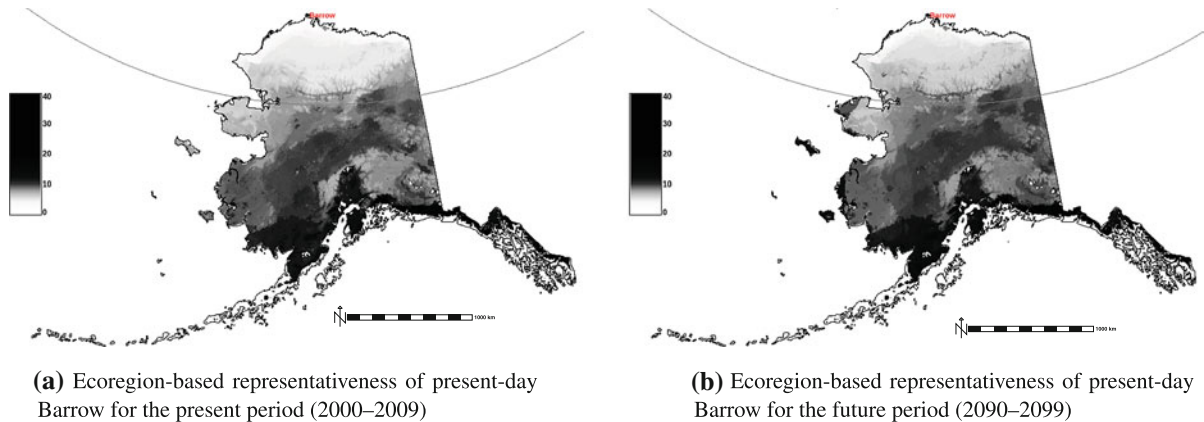 Barrow
40
30
20
10
0
N
1000 km
(a) Ecoregion-based representativeness of present-day
Barrow for the present period (2000–2009)
Barrow
40
30
20
10
0
N
1000 km
(b) Ecoregion-based representativeness of present-day
Barrow for the future period (2090–2099)